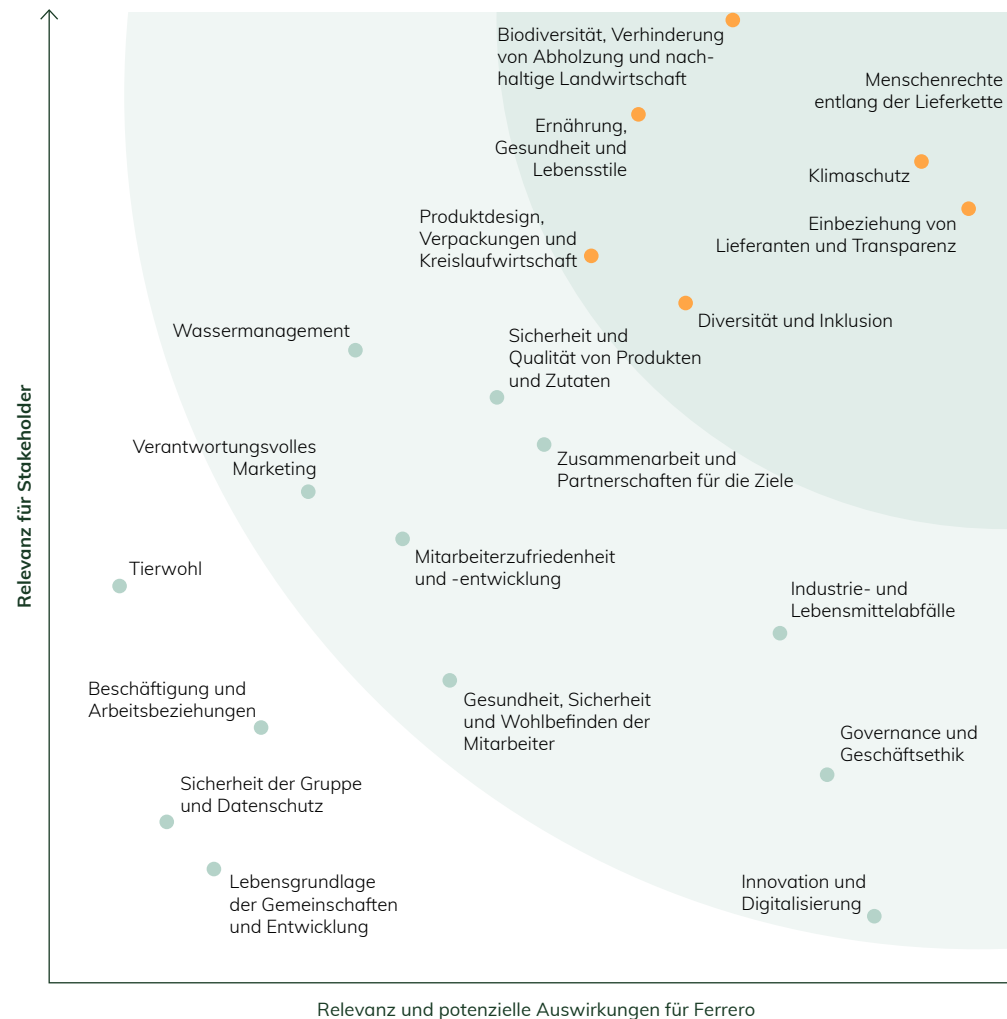 Biodiversität, Verhinderung
von Abholzung und nach-
haltige Landwirtschaft
Menschenrechte
entlang der Lieferkette
Ernährung,
Gesundheit und
Lebensstile
Klimaschutz
Produktdesign,
Verpackungen und
Kreislaufwirtschaft
Einbeziehung von
Lieferanten und Transparenz
Diversität und Inklusion
Wassermanagement
Sicherheit und
Qualität von Produkten
und Zutaten
Verantwortungsvolles
Marketing
Zusammenarbeit und
Partnerschaften für die Ziele
Relevanz für Stakeholder
Mitarbeiterzufriedenheit
und -entwicklung
Tierwohl
Industrie- und
Lebensmittelabfälle
Beschäftigung und
Arbeitsbeziehungen
Gesundheit, Sicherheit
und Wohlbefinden der
Mitarbeiter
Governance und
Geschäftsethik
Sicherheit der Gruppe
und Datenschutz
Lebensgrundlage
der Gemeinschaften
und Entwicklung
Innovation und
Digitalisierung
Relevanz und potenzielle Auswirkungen für Ferrero